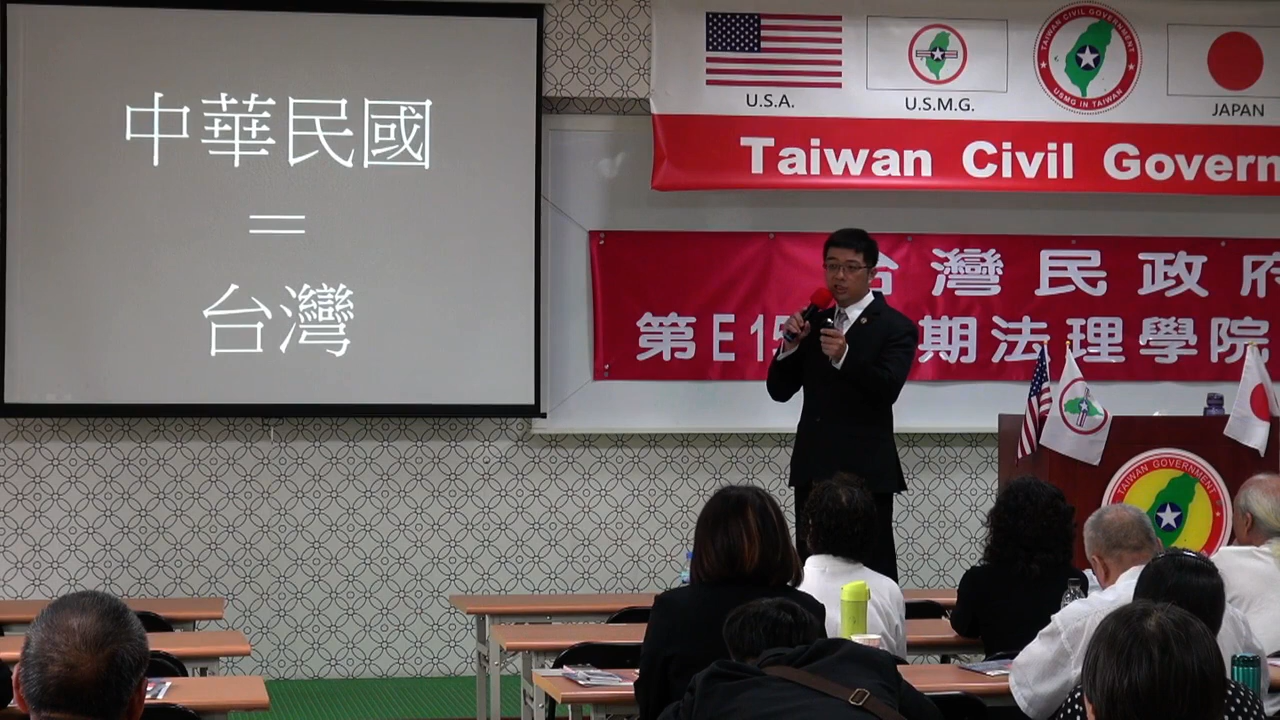 中華民國
=
台灣
U.S.A.
U.S.M.G.
TAIWAN CIVIL GOVERNMENT
USMG IN TAIWAN
JAPAN
Taiwan Civil Govern
台灣民政府
第E15 期法理學院
TAIWAN GOVERNMENT